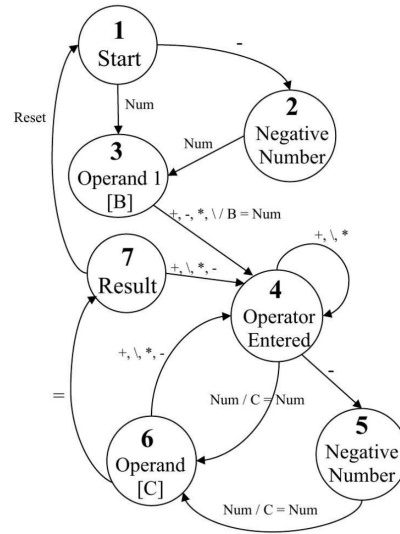 1
Start
-
Reset
Num
2
Negative
Number
Num
3
Operand 1
[B]
+, -, *, \ / B = Num
+, \, *
7
Result
+, \, *, -
4
Operator
Entered
+, \, *, -
-
Num / C = Num
=
6
Operand
[C]
5
Negative
Number
Num / C = Num